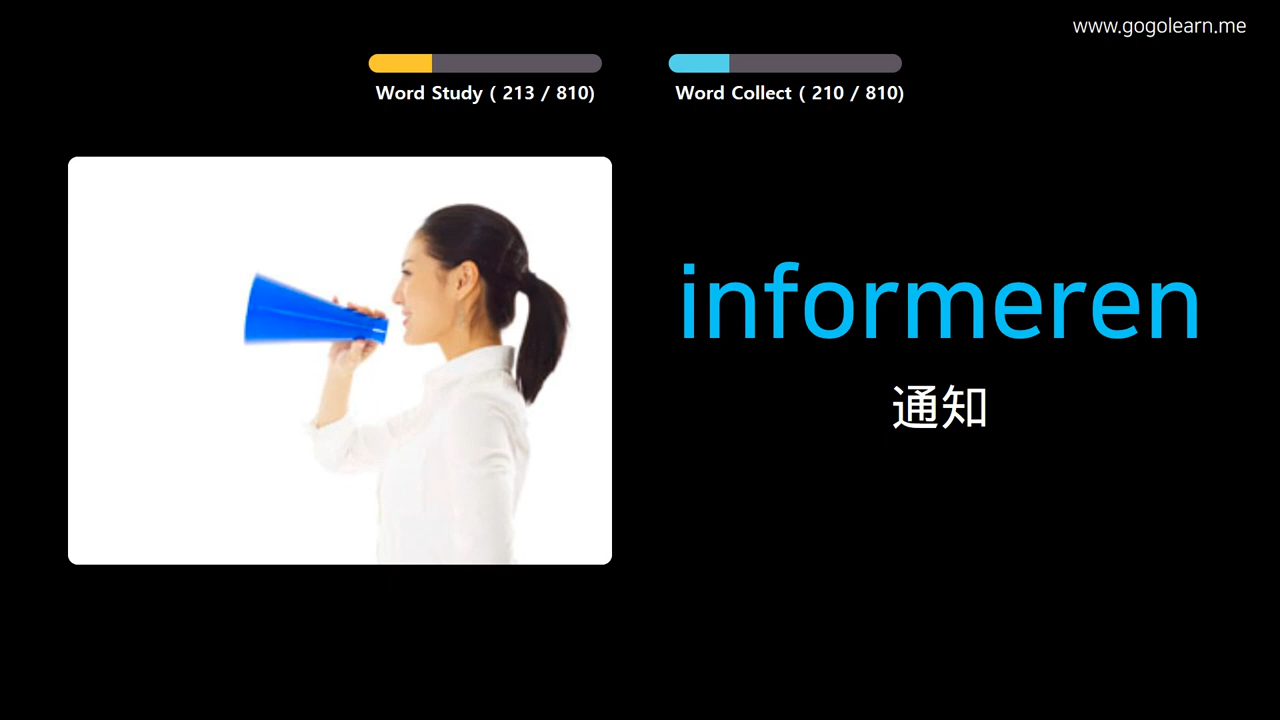 www.gogolearn.me
Word Study ( 213 / 810)
Word Collect ( 210 / 810)
informeren
通知